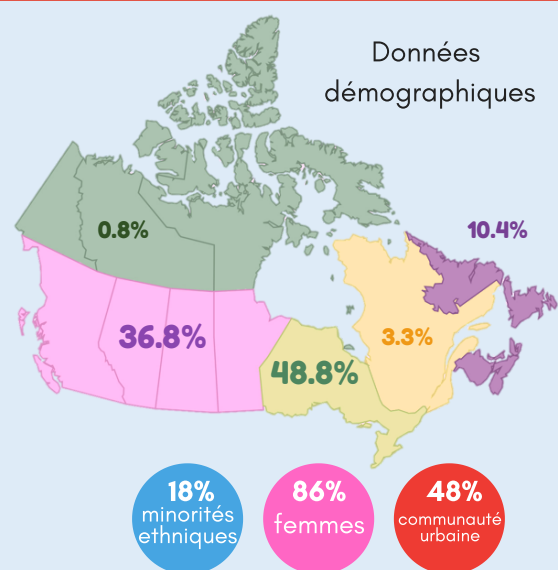 Données
démographiques
0.8%
10.4%
36.8%
3.3%
48.8%
18%
minorités
ethniques
86%
femmes
48%
communauté
urbaine